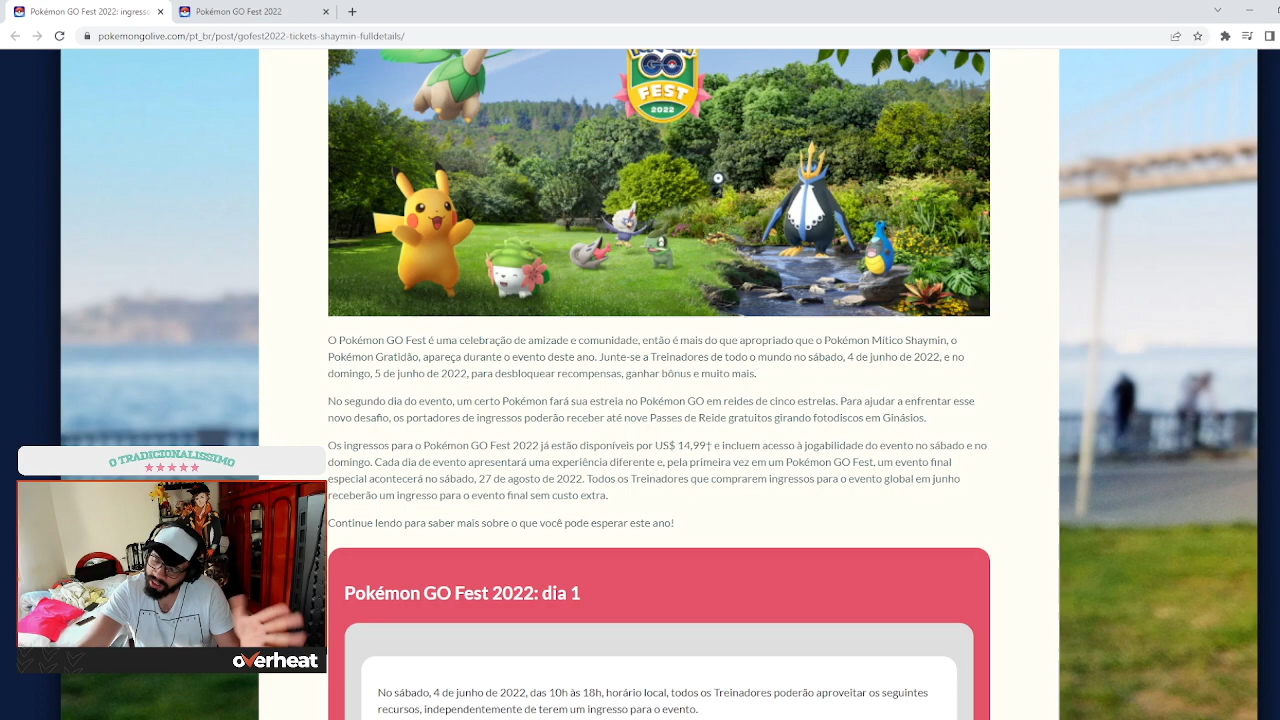 Pokémon GO Fest 2022: ingresso
Pokémon GO Fest 2022
pokemongolive.com/pt_br/post/gofest2022-tickets-shaymin-fulldetails/
GO
FEST
2022
O Pokémon GO Fest é uma celebração de amizade e comunidade, então é mais do que apropriado que o Pokémon Mítico Shaymin, o
Pokémon Gratidão, apareça durante o evento deste ano. Junte-se a Treinadores de todo o mundo no sábado, 4 de junho de 2022, e no
domingo, 5 de junho de 2022, para desbloquear recompensas, ganhar bônus e muito mais.
No segundo dia do evento, um certo Pokémon fará sua estreia no Pokémon GO em reides de cinco estrelas. Para ajudar a enfrentar esse
novo desafio, os portadores de ingressos poderão receber até nove Passes de Reide gratuitos girando fotodiscos em Ginásios.
Os ingressos para o Pokémon GO Fest 2022 já estão disponíveis por US$ 14,99† e incluem acesso à jogabilidade do evento no sábado e no
domingo. Cada dia de evento apresentará uma experiência diferente e, pela primeira vez em um Pokémon GO Fest, um evento final
especial acontecerá no sábado, 27 de agosto de 2022. Todos os Treinadores que comprarem ingressos para o evento global em junho
receberão um ingresso para o evento final sem custo extra.
Continue lendo para saber mais sobre o que você pode esperar este ano!
O TRADICIONALISSIMO
overheat
Pokémon GO Fest 2022: dia 1
No sábado, 4 de junho de 2022, das 10h às 18h, horário local, todos os Treinadores poderão aproveitar os seguintes
recursos, independentemente de terem um ingresso para o evento.